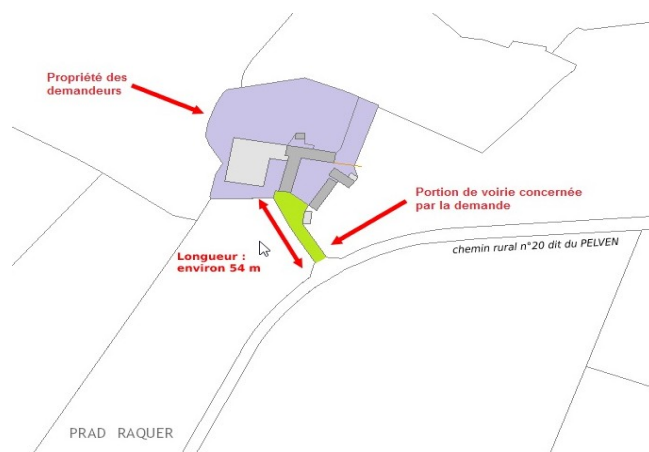 Propriété des
demandeurs
Portion de voirie concernée
par la demande
Longueur :
environ 54 m
chemin rural n°20 dit du PELVEN
PRAD RAQUER